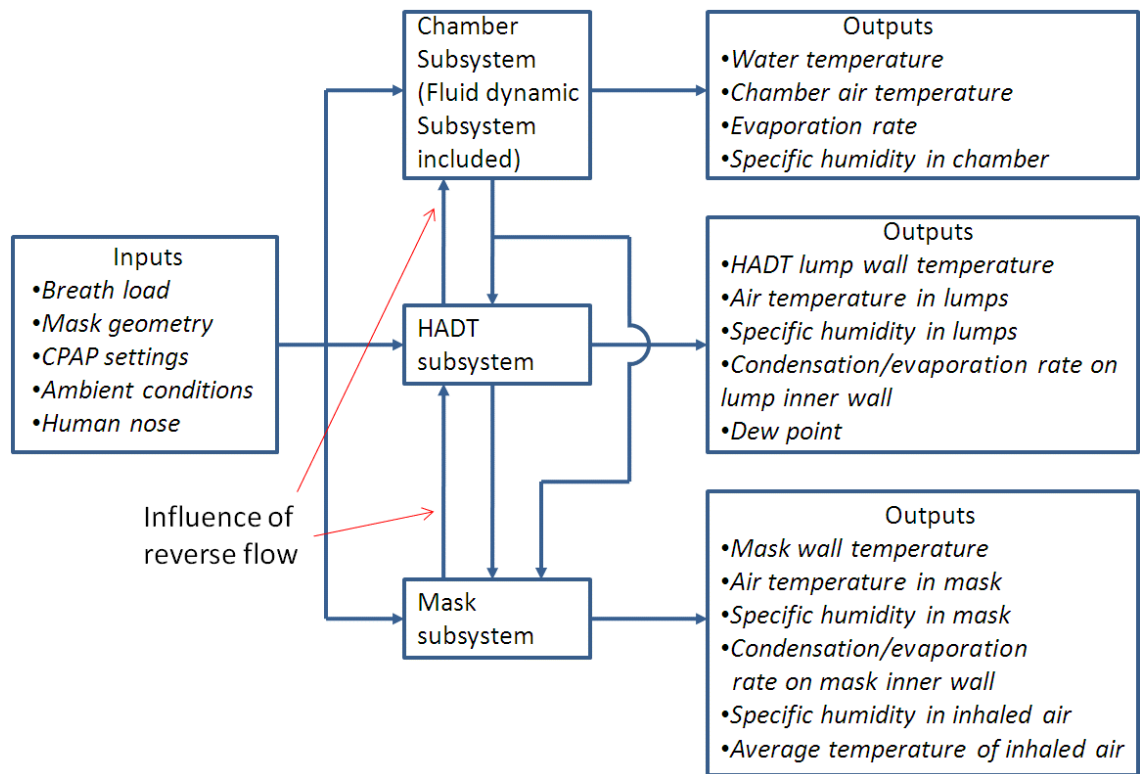 Inputs
•Breath load
•Mask geometry
•CPAP settings
•Ambient conditions
•Human nose
Influence of
reverse flow
Chamber
Subsystem
(Fluid dynamic
Subsystem
included)
HADT
subsystem
Mask
subsystem
Outputs
•Water temperature
•Chamber air temperature
•Evaporation rate
•Specific humidity in chamber
Outputs
•HADT lump wall temperature
•Air temperature in lumps
•Specific humidity in lumps
•Condensation/evaporation rate on
lump inner wall
•Dew point
Outputs
•Mask wall temperature
•Air temperature in mask
•Specific humidity in mask
•Condensation/evaporation
rate on mask inner wall
•Specific humidity in inhaled air
•Average temperature of inhaled air